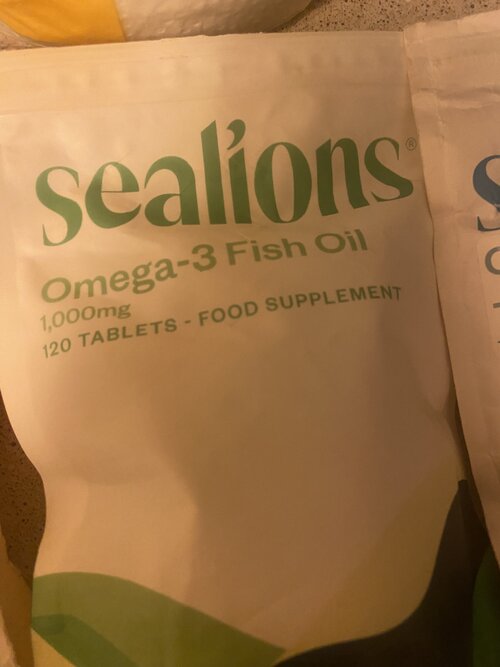 sealions®
Omega-3 Fish Oil
1,000mg
120 TABLETS - FOOD SUPPLEMENT